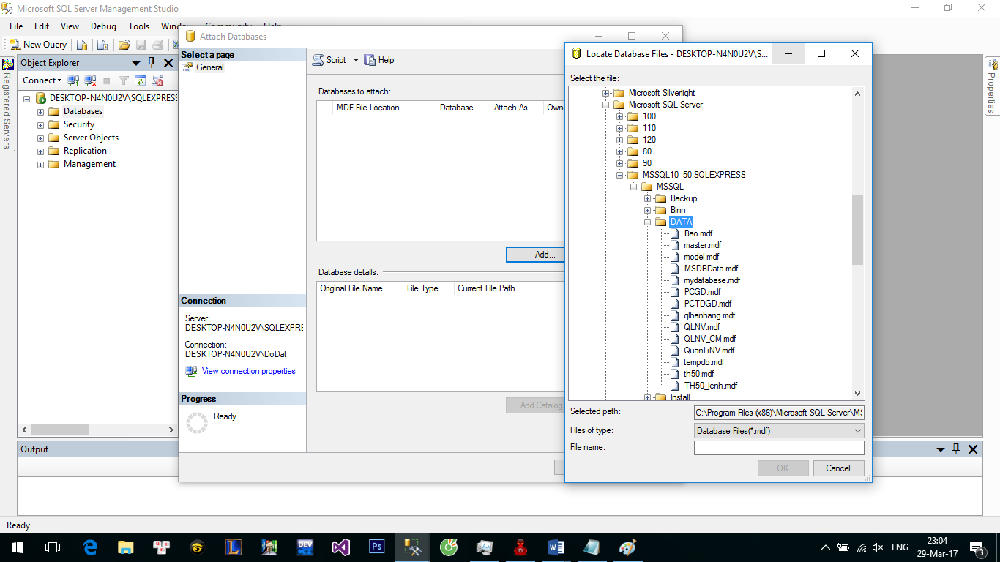 Microsoft SQL Server Management Studio
File Edit View Debug Tools Window Community Help
New Query
Registered Servers
Object Explorer
Connect
DESKTOP-N4N0U2V\SQLEXPRESS
Databases
Security
Server Objects
Replication
Management
Output
Attach Databases
Select a page
General
Script Help
Databases to attach:
MDF File Location Database ... Attach As Owne
Add...
Database details:
Original File Name File Type Current File Path
Add Catalog
Connection
Server:
DESKTOP-N4N0U2V\SQLEXPRE
Connection:
DESKTOP-N4N0U2V\DoDat
View connection properties
Progress
Ready
Locate Database Files - DESKTOP-N4N0U2V\S...
Select the file:
Microsoft Silverlight
Microsoft SQL Server
100
110
120
80
90
MSSQL10_50.SQLEXPRESS
MSSQL
Backup
Binn
DATA
Bao.mdf
master.mdf
model.mdf
MSDBData.mdf
mydatabase.mdf
PCGD.mdf
PCTDGD.mdf
qlbanhang.mdf
QLNV.mdf
QLNV_CM.mdf
QuanLiNV.mdf
tempdb.mdf
th50.mdf
TH50_lenh.mdf
Install
Selected path: C:\Program Files (x86)\Microsoft SQL Server\MS
Files of type: Database Files(*.mdf)
File name:
OK Cancel
Properties
Ready
DEV
Ps
ENG
23:04
29-Mar-17
3